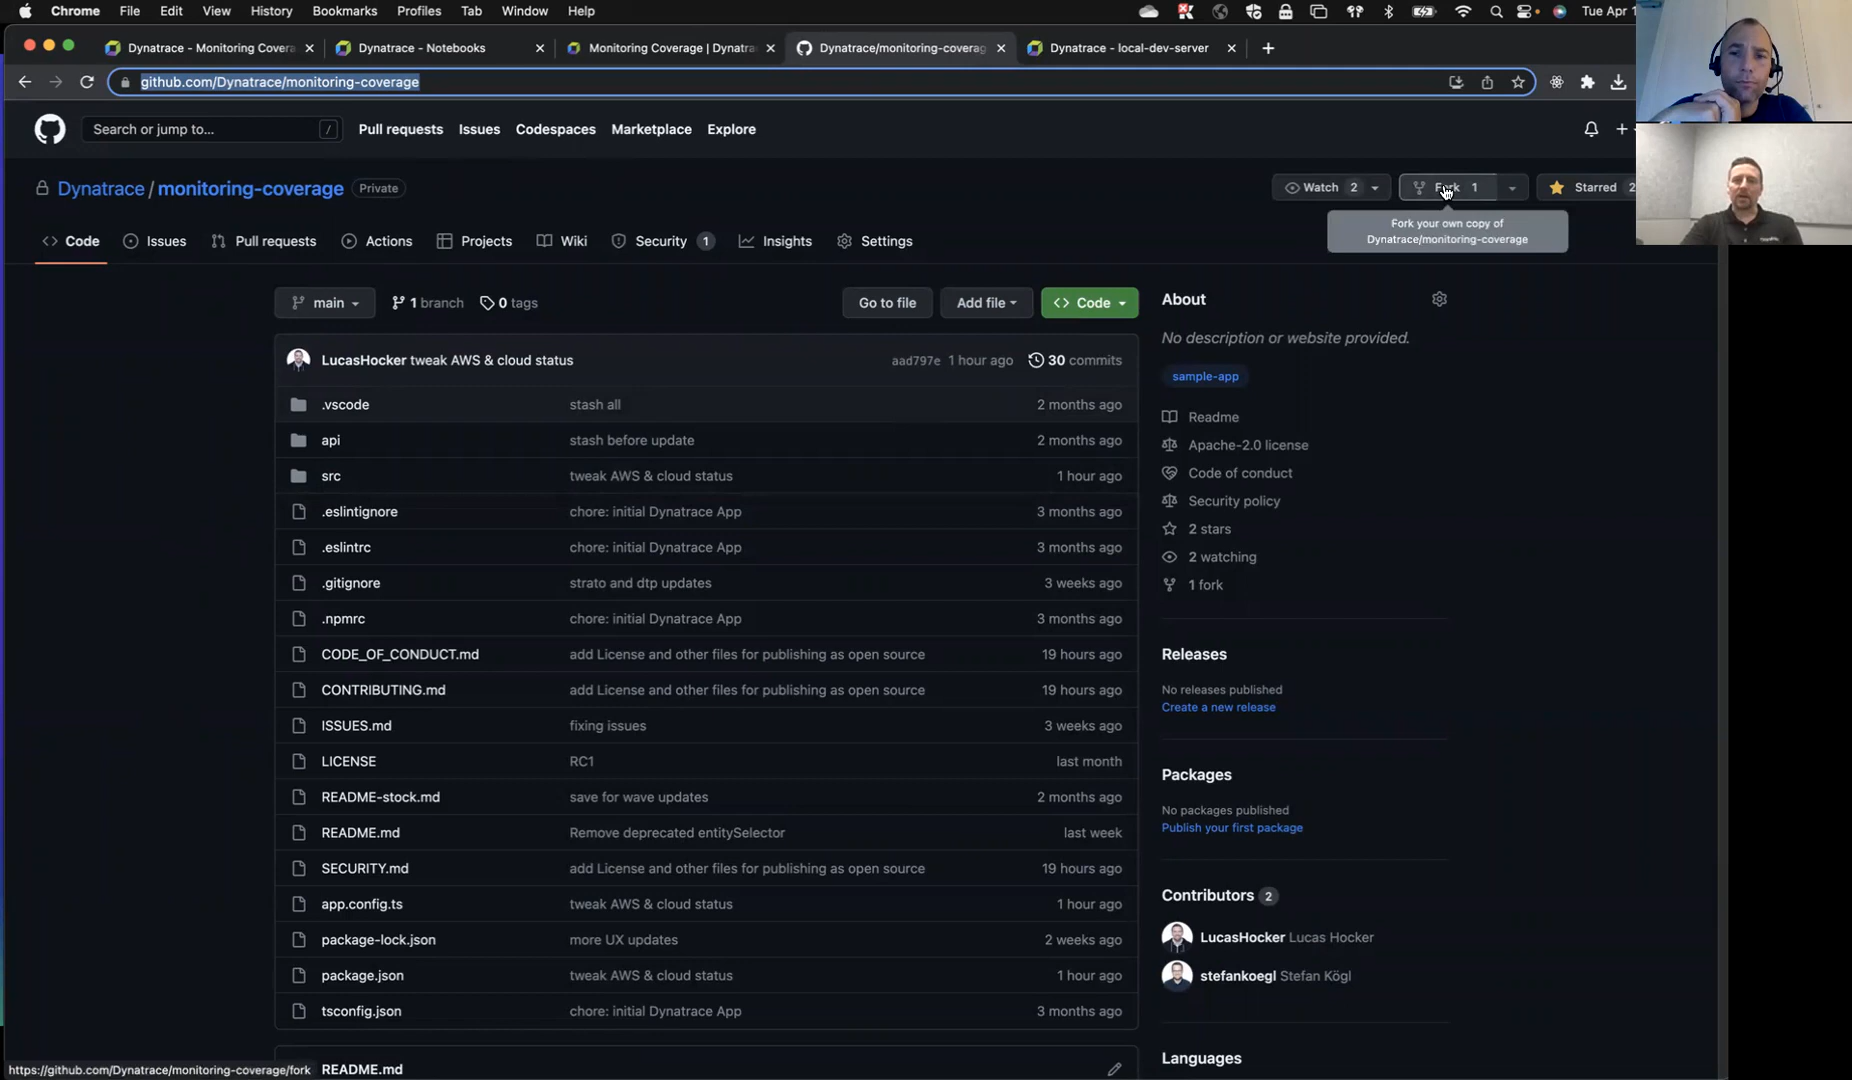 Chrome File Edit View History Bookmarks Profiles Tab Window Help Tue Apr 1
Dynatrace - Monitoring Covera Dynatrace - Notebooks Monitoring Coverage | Dynatra Dynatrace/monitoring-coverag Dynatrace - local-dev-server
github.com/Dynatrace/monitoring-coverage
Search or jump to... / Pull requests Issues Codespaces Marketplace Explore
Dynatrace / monitoring-coverage Private Watch 2 Fork 1 Starred 2
Fork your own copy of
Dynatrace/monitoring-coverage
Code Issues Pull requests Actions Projects Wiki Security 1 Insights Settings
main 1 branch 0 tags Go to file Add file Code
LucasHocker tweak AWS & cloud status aad797e 1 hour ago 30 commits
.vscode stash all 2 months ago
api stash before update 2 months ago
src tweak AWS & cloud status 1 hour ago
.eslintignore chore: initial Dynatrace App 3 months ago
.eslintrc chore: initial Dynatrace App 3 months ago
.gitignore strato and dtp updates 3 weeks ago
.npmrc chore: initial Dynatrace App 3 months ago
CODE_OF_CONDUCT.md add License and other files for publishing as open source 19 hours ago
CONTRIBUTING.md add License and other files for publishing as open source 19 hours ago
ISSUES.md fixing issues 3 weeks ago
LICENSE RC1 last month
README-stock.md save for wave updates 2 months ago
README.md Remove deprecated entitySelector last week
SECURITY.md add License and other files for publishing as open source 19 hours ago
app.config.ts tweak AWS & cloud status 1 hour ago
package-lock.json more UX updates 2 weeks ago
package.json tweak AWS & cloud status 1 hour ago
tsconfig.json chore: initial Dynatrace App 3 months ago
README.md
About
No description or website provided.
sample-app
Readme
Apache-2.0 license
Code of conduct
Security policy
2 stars
2 watching
1 fork
Releases
No releases published
Create a new release
Packages
No packages published
Publish your first package
Contributors 2
LucasHocker Lucas Hocker
stefankoegl Stefan Kögl
Languages
https://github.com/Dynatrace/monitoring-coverage/fork